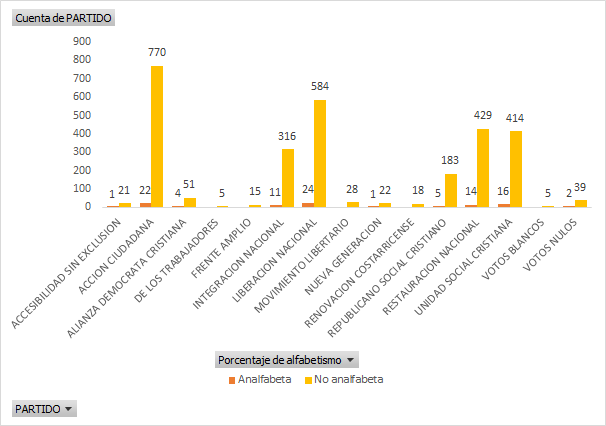 Cuenta de PARTIDO
900
800
700
600
500
400
300
200
100
0
1 21
22 770
4 51
5
15
11 316
24 584
28
1 22
18
5 183
14 429
16 414
5
2 39
ACCESIBILIDAD SIN EXCLUSION
ACCION CIUDADANA
ALIANZA DEMOCRATA CRISTIANA
DE LOS TRABAJADORES
FRENTE AMPLIO
INTEGRACION NACIONAL
LIBERACION NACIONAL
MOVIMIENTO LIBERTARIO
NUEVA GENERACION
RENOVACION COSTARRICENSE
REPUBLICANO SOCIAL CRISTIANO
RESTAURACION NACIONAL
UNIDAD SOCIAL CRISTIANA
VOTOS BLANCOS
VOTOS NULOS
Porcentaje de alfabetismo
Analfabeta No analfabeta
PARTIDO